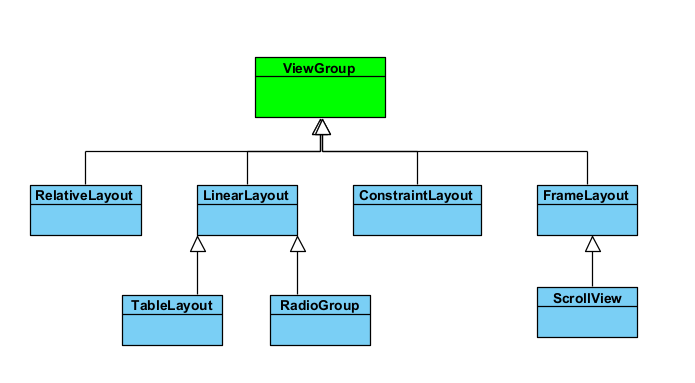 ViewGroup
RelativeLayout
LinearLayout
ConstraintLayout
FrameLayout
TableLayout
RadioGroup
ScrollView